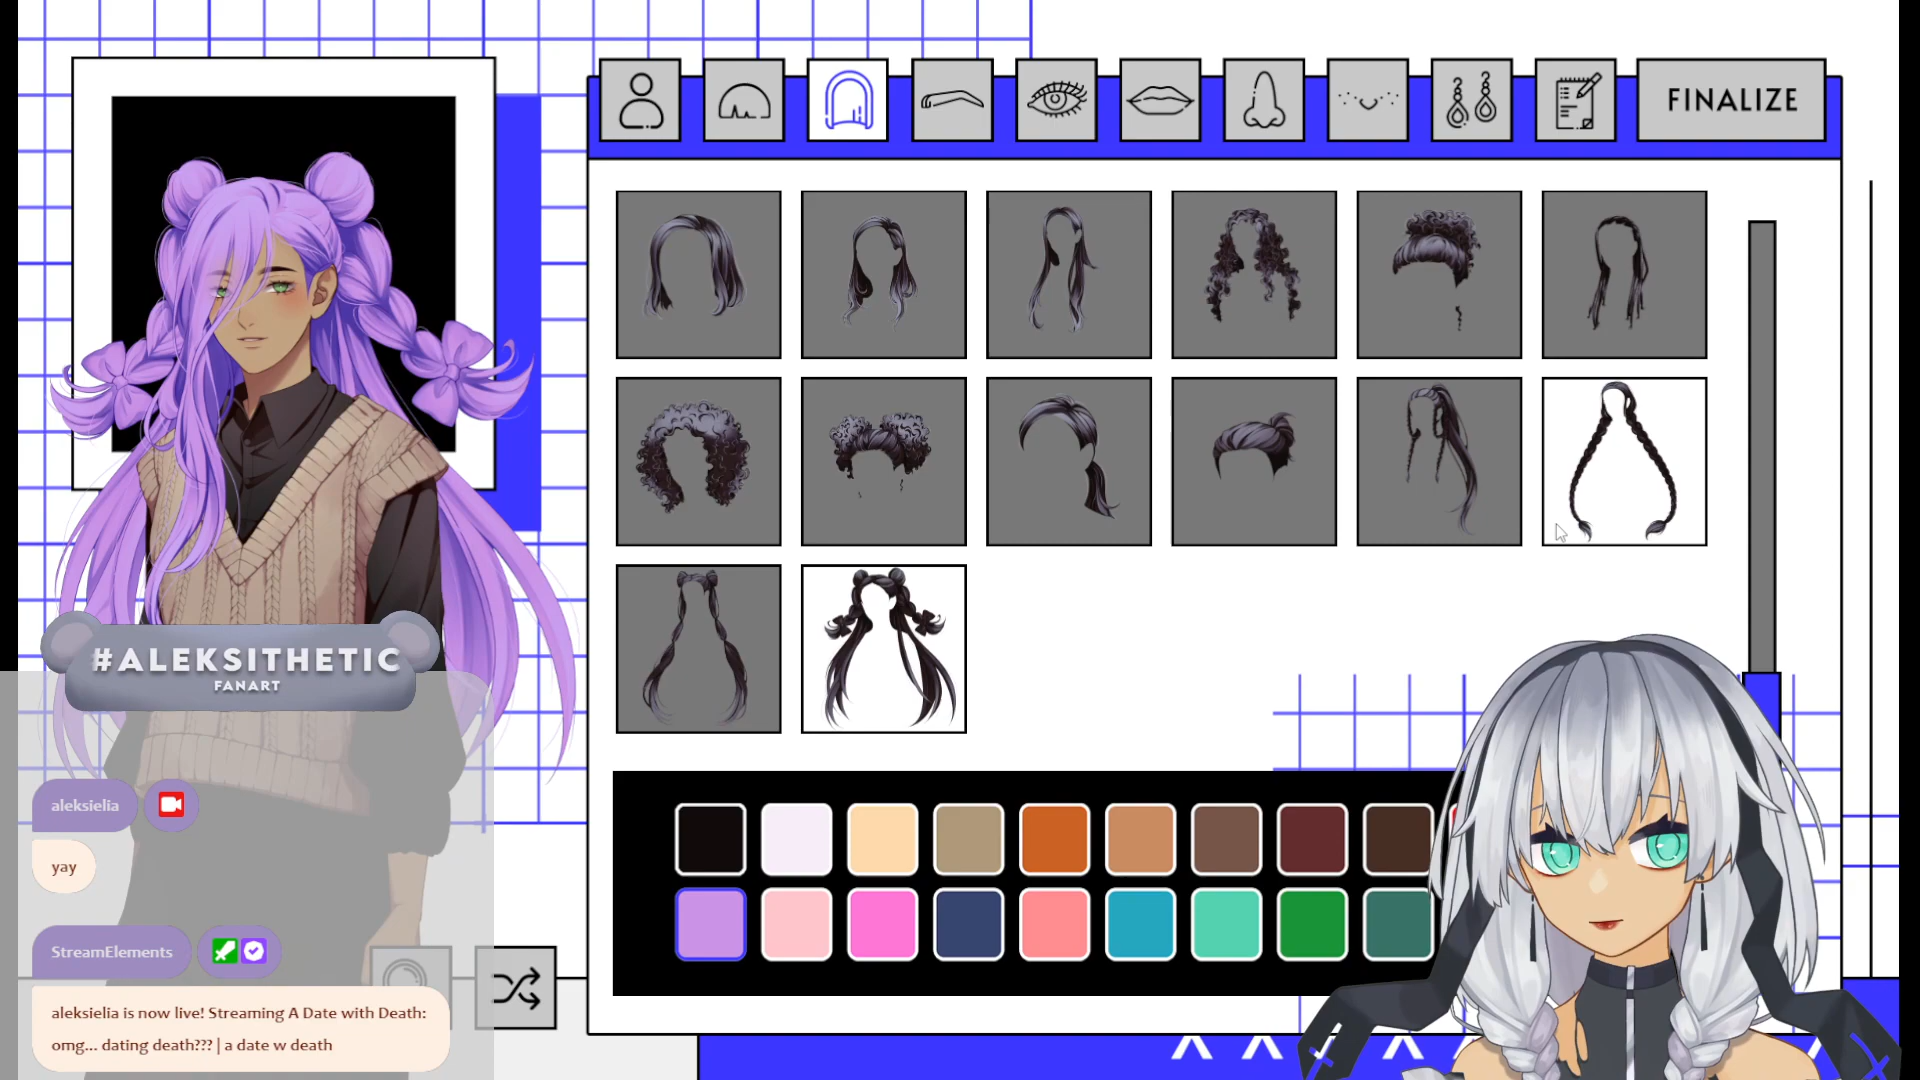 FINALIZE
#ALEKSITHETIC
FANART
aleksielia
yay
StreamElements
aleksielia is now live! Streaming A Date with Death:
omg... dating death??? | a date w death